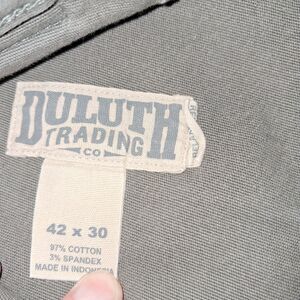 DULUTH
TRADING
CO
42 x 30
97% COTTON
3% SPANDEX
MADE IN INDONESIA